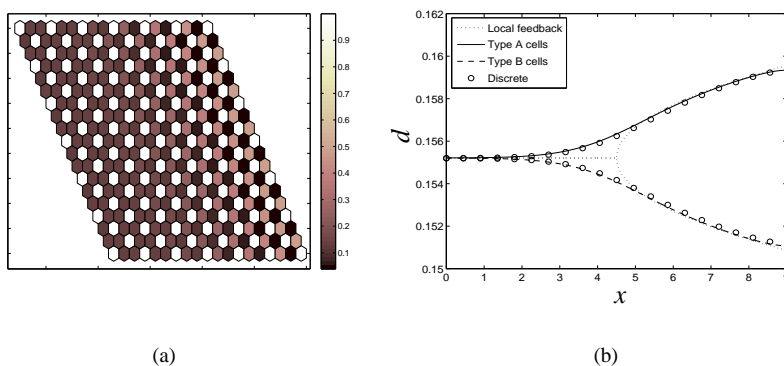 0.9
0.8
0.7
0.6
0.5
0.4
0.3
0.2
0.1
(a)
0.162
0.16
0.158
0.156
0.154
0.152
0.15
d
Local feedback
Type A cells
Type B cells
Discrete
0 1 2 3 4 5 6 7 8 9
x
(b)